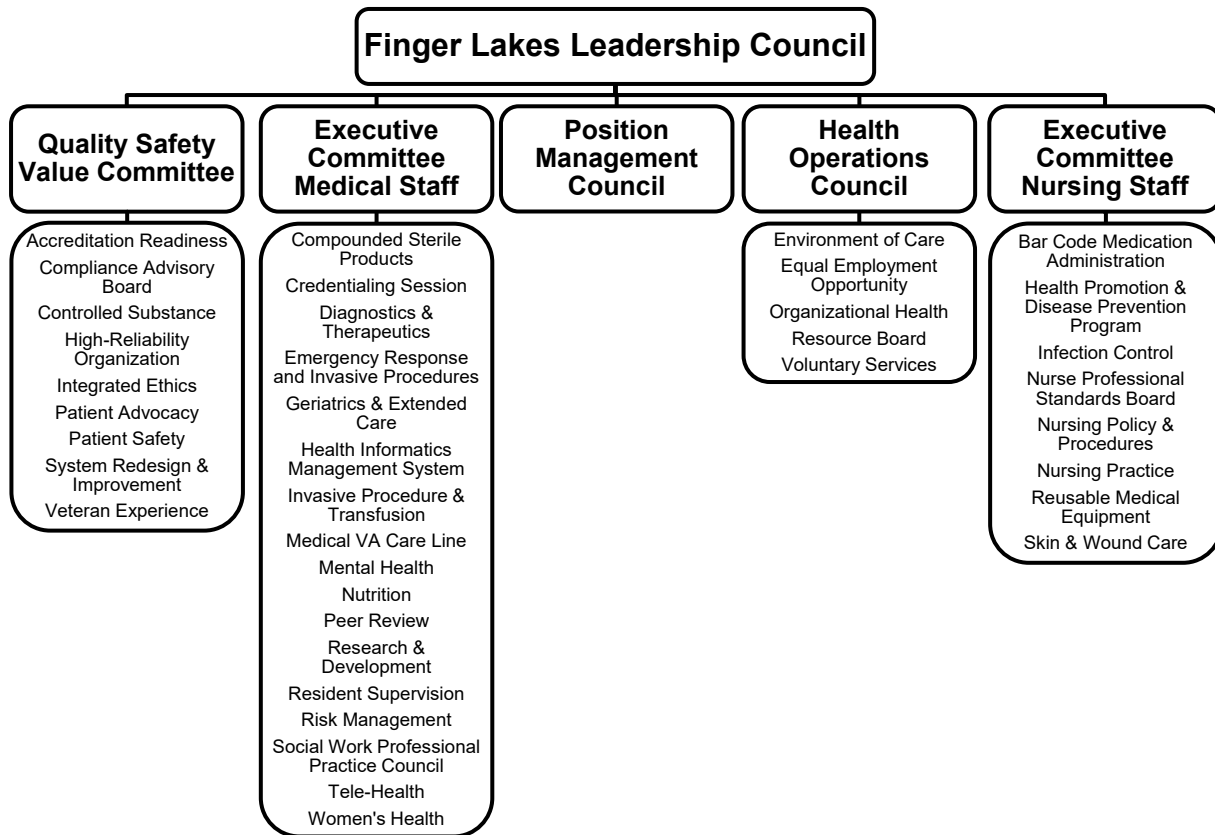 Finger Lakes Leadership Council
Quality Safety
Value Committee
Executive
Committee
Medical Staff
Position
Management
Council
Health
Operations
Council
Executive
Committee
Nursing Staff
Accreditation Readiness
Compliance Advisory
Board
Controlled Substance
High-Reliability
Organization
Integrated Ethics
Patient Advocacy
Patient Safety
System Redesign &
Improvement
Veteran Experience
Compounded Sterile
Products
Credentialing Session
Diagnostics &
Therapeutics
Emergency Response
and Invasive Procedures
Geriatrics & Extended
Care
Health Informatics
Management System
Invasive Procedure &
Transfusion
Medical VA Care Line
Mental Health
Nutrition
Peer Review
Research &
Development
Resident Supervision
Risk Management
Social Work Professional
Practice Council
Tele-Health
Women's Health
Environment of Care
Equal Employment
Opportunity
Organizational Health
Resource Board
Voluntary Services
Bar Code Medication
Administration
Health Promotion &
Disease Prevention
Program
Infection Control
Nurse Professional
Standards Board
Nursing Policy &
Procedures
Nursing Practice
Reusable Medical
Equipment
Skin & Wound Care